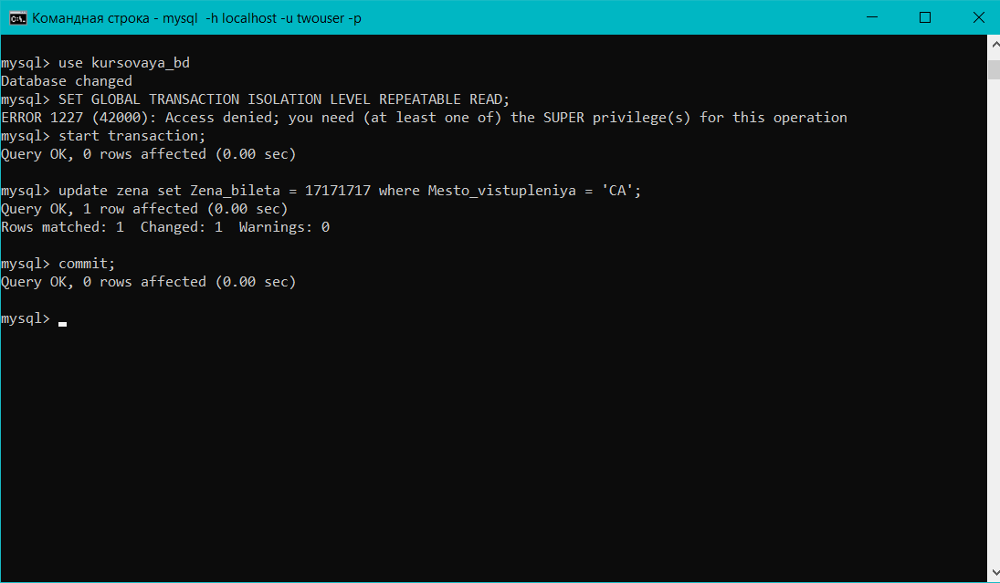 Командная строка - mysql -h localhost -u twouser -p
mysql> use kursovaya_bd
Database changed
mysql> SET GLOBAL TRANSACTION ISOLATION LEVEL REPEATABLE READ;
ERROR 1227 (42000): Access denied; you need (at least one of) the SUPER privilege(s) for this operation
mysql> start transaction;
Query OK, 0 rows affected (0.00 sec)
mysql> update zena set Zena_bileta = 17171717 where Mesto_vistupleniya = 'CA';
Query OK, 1 row affected (0.00 sec)
Rows matched: 1  Changed: 1  Warnings: 0
mysql> commit;
Query OK, 0 rows affected (0.00 sec)
mysql>